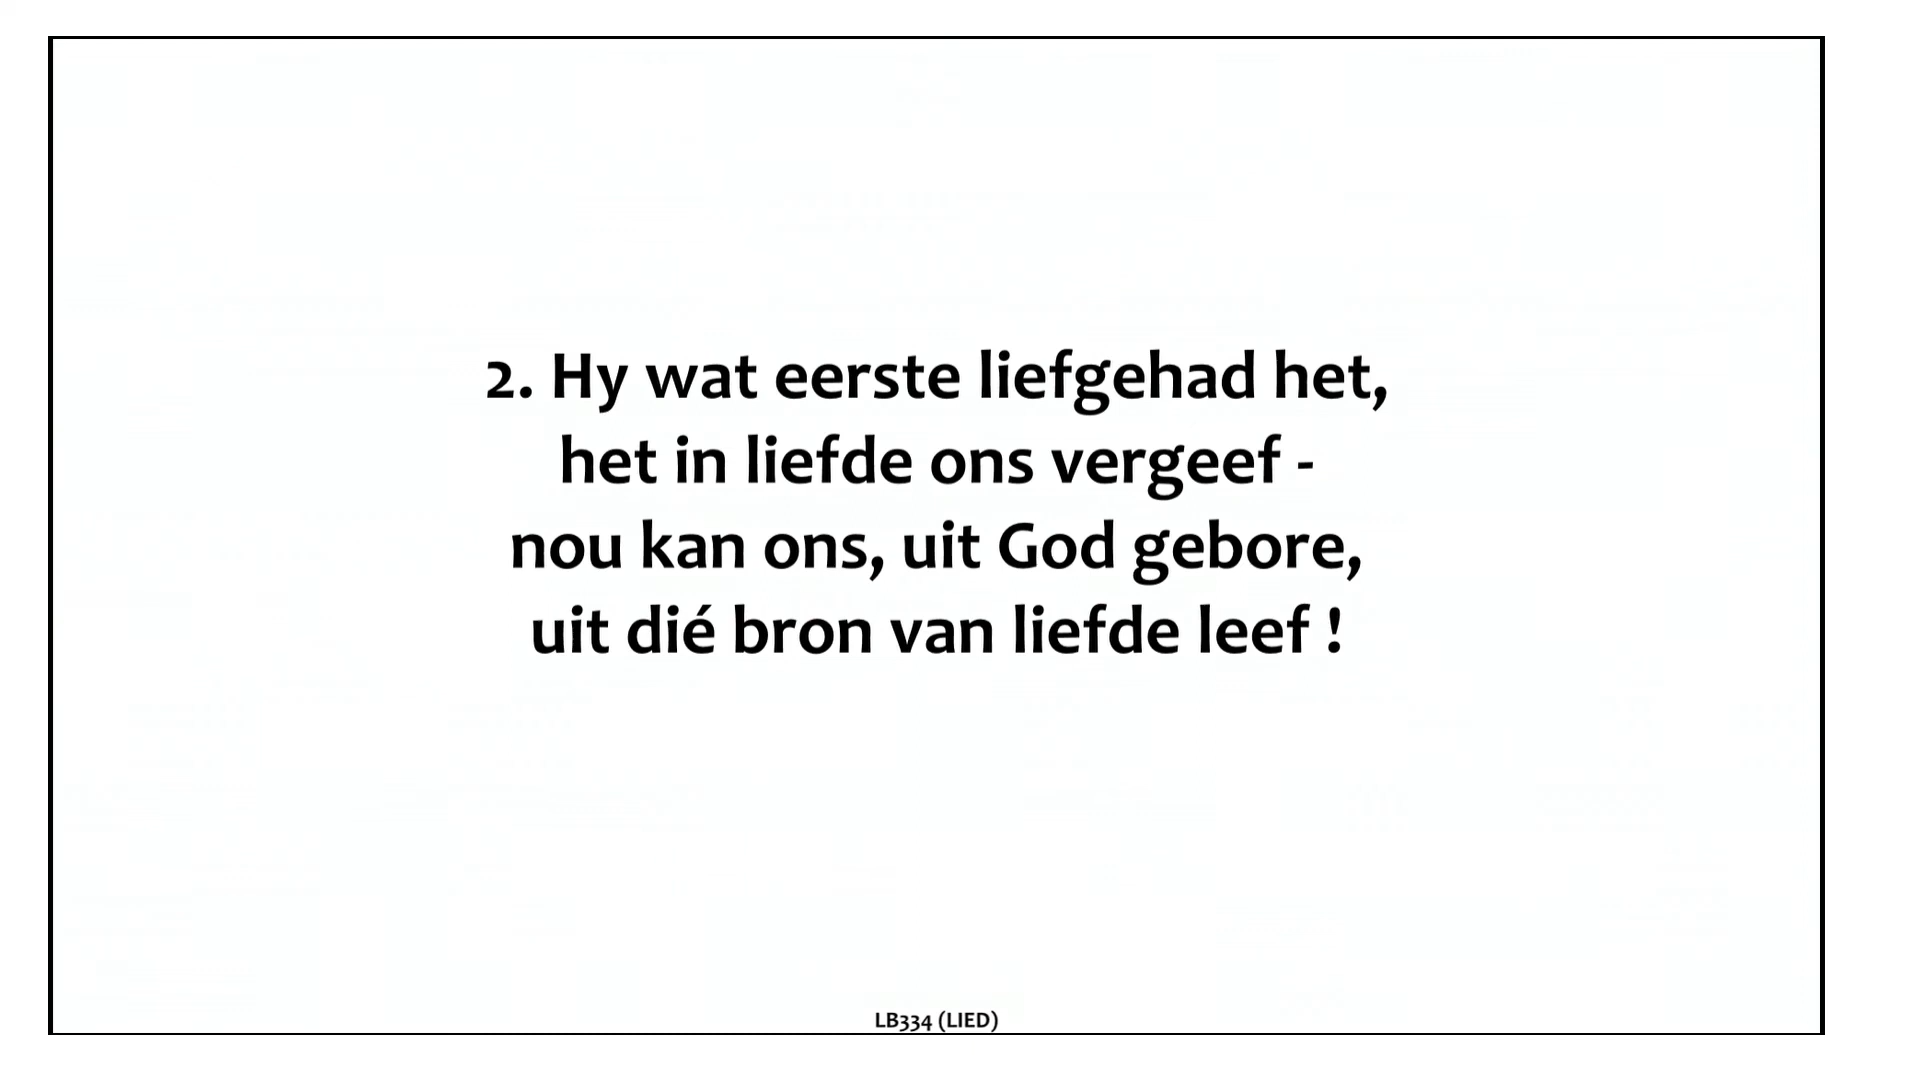 2. Hy wat eerste liefgehad het,
het in liefde ons vergeef -
nou kan ons, uit God gebore,
uit dié bron van liefde leef !
LB334 (LIED)